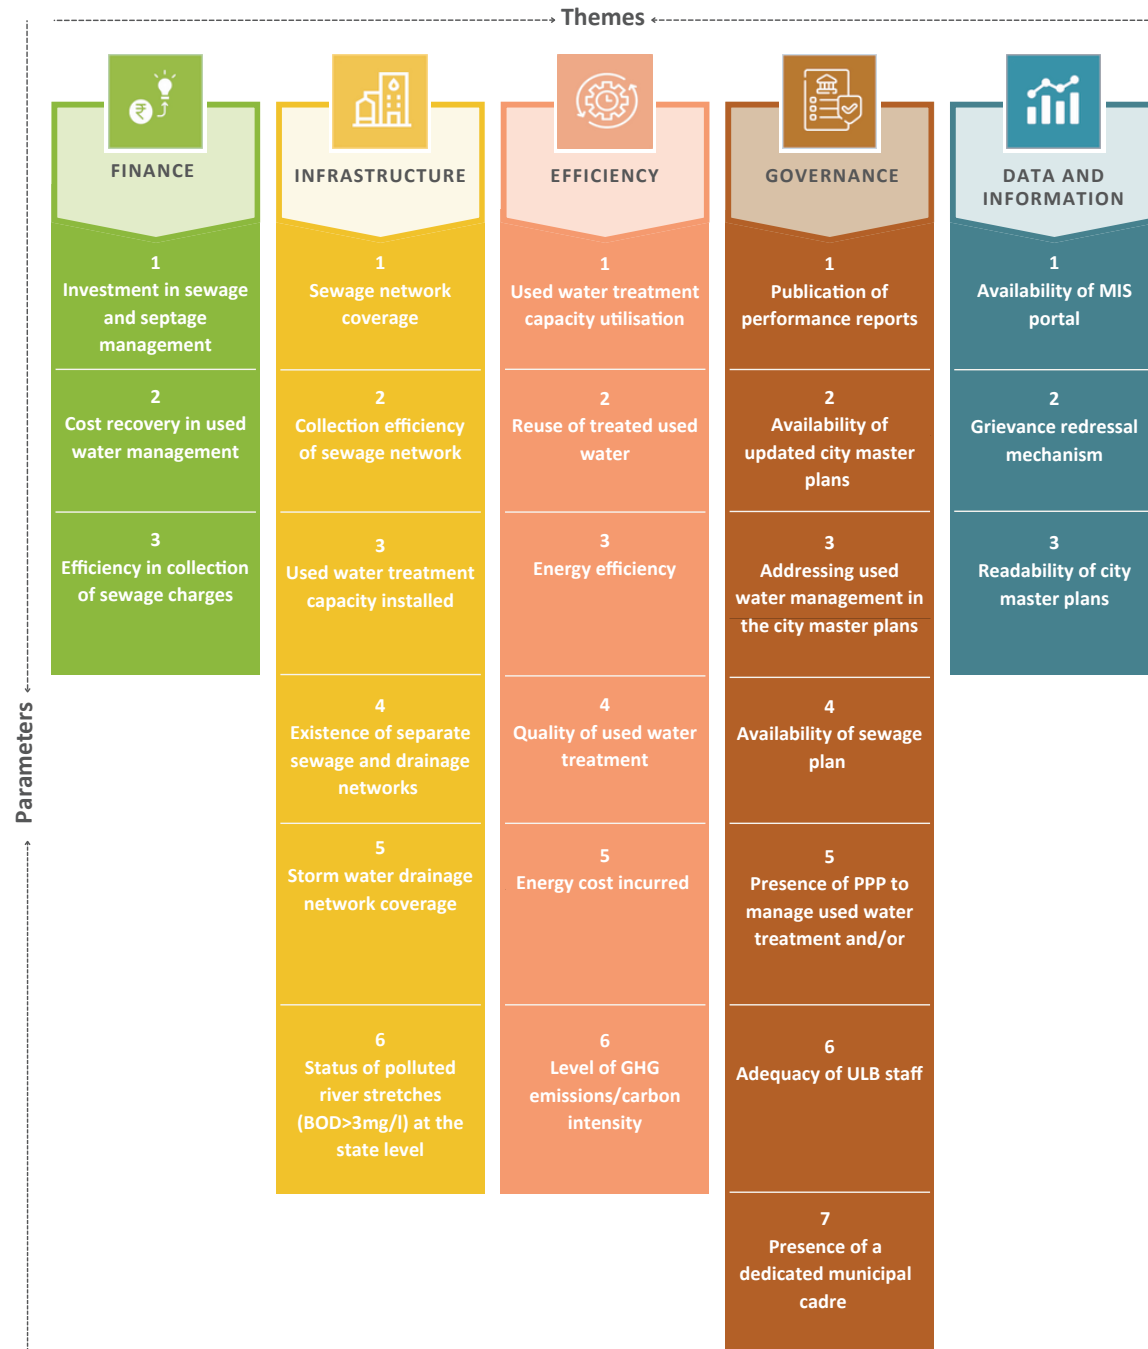 Themes
Parameters
FINANCE
1
Investment in sewage
and septage
management
2
Cost recovery in used
water management
3
Efficiency in collection
of sewage charges
INFRASTRUCTURE
1
Sewage network
coverage
2
Collection efficiency
of sewage network
3
Used water treatment
capacity installed
4
Existence of separate
sewage and drainage
networks
5
Storm water drainage
network coverage
6
Status of polluted
river stretches
(BOD>3mg/l) at the
state level
EFFICIENCY
1
Used water treatment
capacity utilisation
2
Reuse of treated used
water
3
Energy efficiency
4
Quality of used water
treatment
5
Energy cost incurred
6
Level of GHG
emissions/carbon
intensity
GOVERNANCE
1
Publication of
performance reports
2
Availability of
updated city master
plans
3
Addressing used
water management in
the city master plans
4
Availability of sewage
plan
5
Presence of PPP to
manage used water
treatment and/or
6
Adequacy of ULB staff
7
Presence of a
dedicated municipal
cadre
DATA AND
INFORMATION
1
Availability of MIS
portal
2
Grievance redressal
mechanism
3
Readability of city
master plans